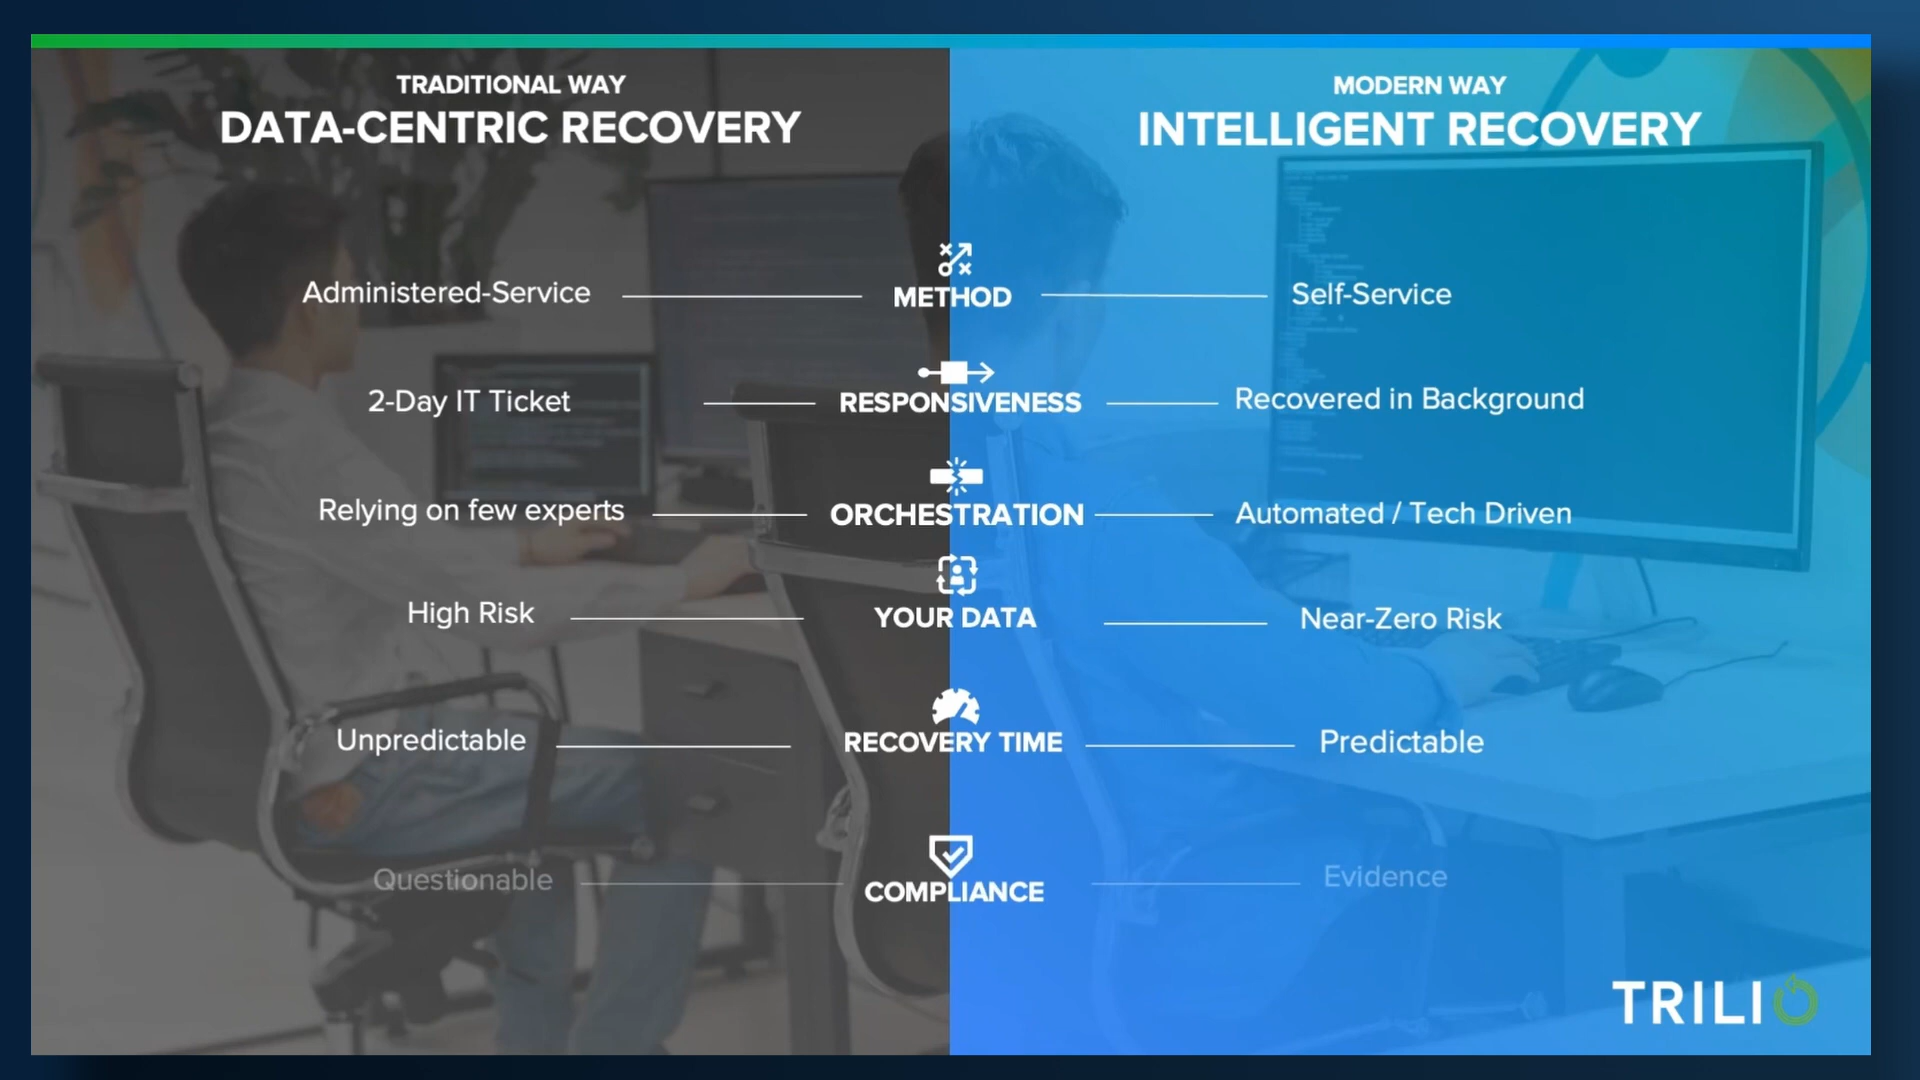 TRADITIONAL WAY
DATA-CENTRIC RECOVERY
MODERN WAY
INTELLIGENT RECOVERY
Administered-Service
METHOD
Self-Service
2-Day IT Ticket
RESPONSIVENESS
Recovered in Background
Relying on few experts
ORCHESTRATION
Automated / Tech Driven
High Risk
YOUR DATA
Near-Zero Risk
Unpredictable
RECOVERY TIME
Predictable
Questionable
COMPLIANCE
Evidence
TRILIO